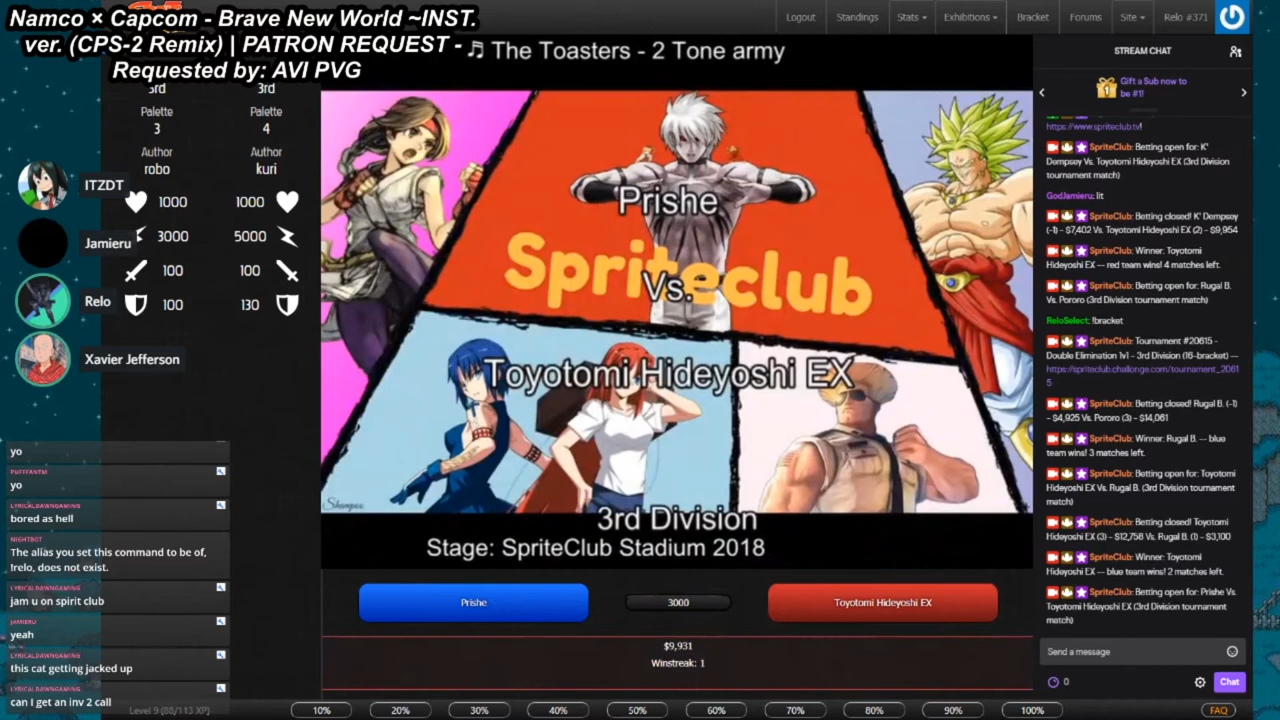 Namco × Capcom - Brave New World ~INST.
ver. (CPS-2 Remix) | PATRON REQUEST -
Requested by: AVI PVG
♬ The Toasters - 2 Tone army
Logout
Standings
Stats
Exhibitions
Bracket
Forums
Site
Relo #371
3rd
3rd
Palette
Palette
3
4
Author
Author
robo
kuri
1000
1000
3000
5000
100
100
100
130
ITZDT
Jamieru
Relo
Xavier Jefferson
yo
PUFFFANTM
yo
LYRICALDAWNGAMING
bored as hell
NIGHTBOT
The alias you set this command to be of,
!relo, does not exist.
LYRICALDAWNGAMING
jam u on spirit club
JAMIERU
yeah
LYRICALDAWNGAMING
this cat getting jacked up
LYRICALDAWNGAMING
can I get an inv 2 call
Level 9 (88/113 XP)
Prishe
Spriteclub
Vs.
Toyotomi Hideyoshi EX
3rd Division
Stage: SpriteClub Stadium 2018
Prishe
3000
Toyotomi Hideyoshi EX
$9,931
Winstreak: 1
10%
20%
30%
40%
50%
60%
70%
80%
90%
100%
FAQ
STREAM CHAT
1
Gift a Sub now to
be #1!
https://www.spriteclub.tv!
SpriteClub: Betting open for: K'
Dempsey Vs. Toyotomi Hideyoshi EX (3rd Division
tournament match)
GodJamieru: lit
SpriteClub: Betting closed! K' Dempsey
(-1) - $7,402 Vs. Toyotomi Hideyoshi EX (2) - $9,954
SpriteClub: Winner: Toyotomi
Hideyoshi EX --- red team wins! 4 matches left.
SpriteClub: Betting open for: Rugal B.
Vs. Pororo (3rd Division tournament match)
ReloSelect: !bracket
SpriteClub: Tournament #20615 -
Double Elimination 1v1 - 3rd Division (16-bracket) ---
https://spriteclub.challonge.com/tournament_2061
5
SpriteClub: Betting closed! Rugal B. (-1)
- $4,925 Vs. Pororo (3) - $14,061
SpriteClub: Winner: Rugal B. --- blue
team wins! 3 matches left.
SpriteClub: Betting open for: Toyotomi
Hideyoshi EX Vs. Rugal B. (3rd Division tournament
match)
SpriteClub: Betting closed! Toyotomi
Hideyoshi EX (3) - $12,758 Vs. Rugal B. (1) - $3,100
SpriteClub: Winner: Toyotomi
Hideyoshi EX --- blue team wins! 2 matches left.
SpriteClub: Betting open for: Prishe Vs.
Toyotomi Hideyoshi EX (3rd Division tournament
match)
Send a message
0
Chat